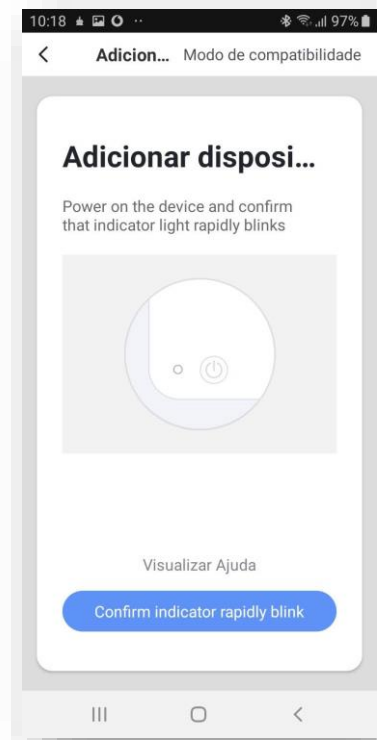 10:18
97%
Adicion... Modo de compatibilidade
Adicionar disposi...
Power on the device and confirm
that indicator light rapidly blinks
Visualizar Ajuda
Confirm indicator rapidly blink